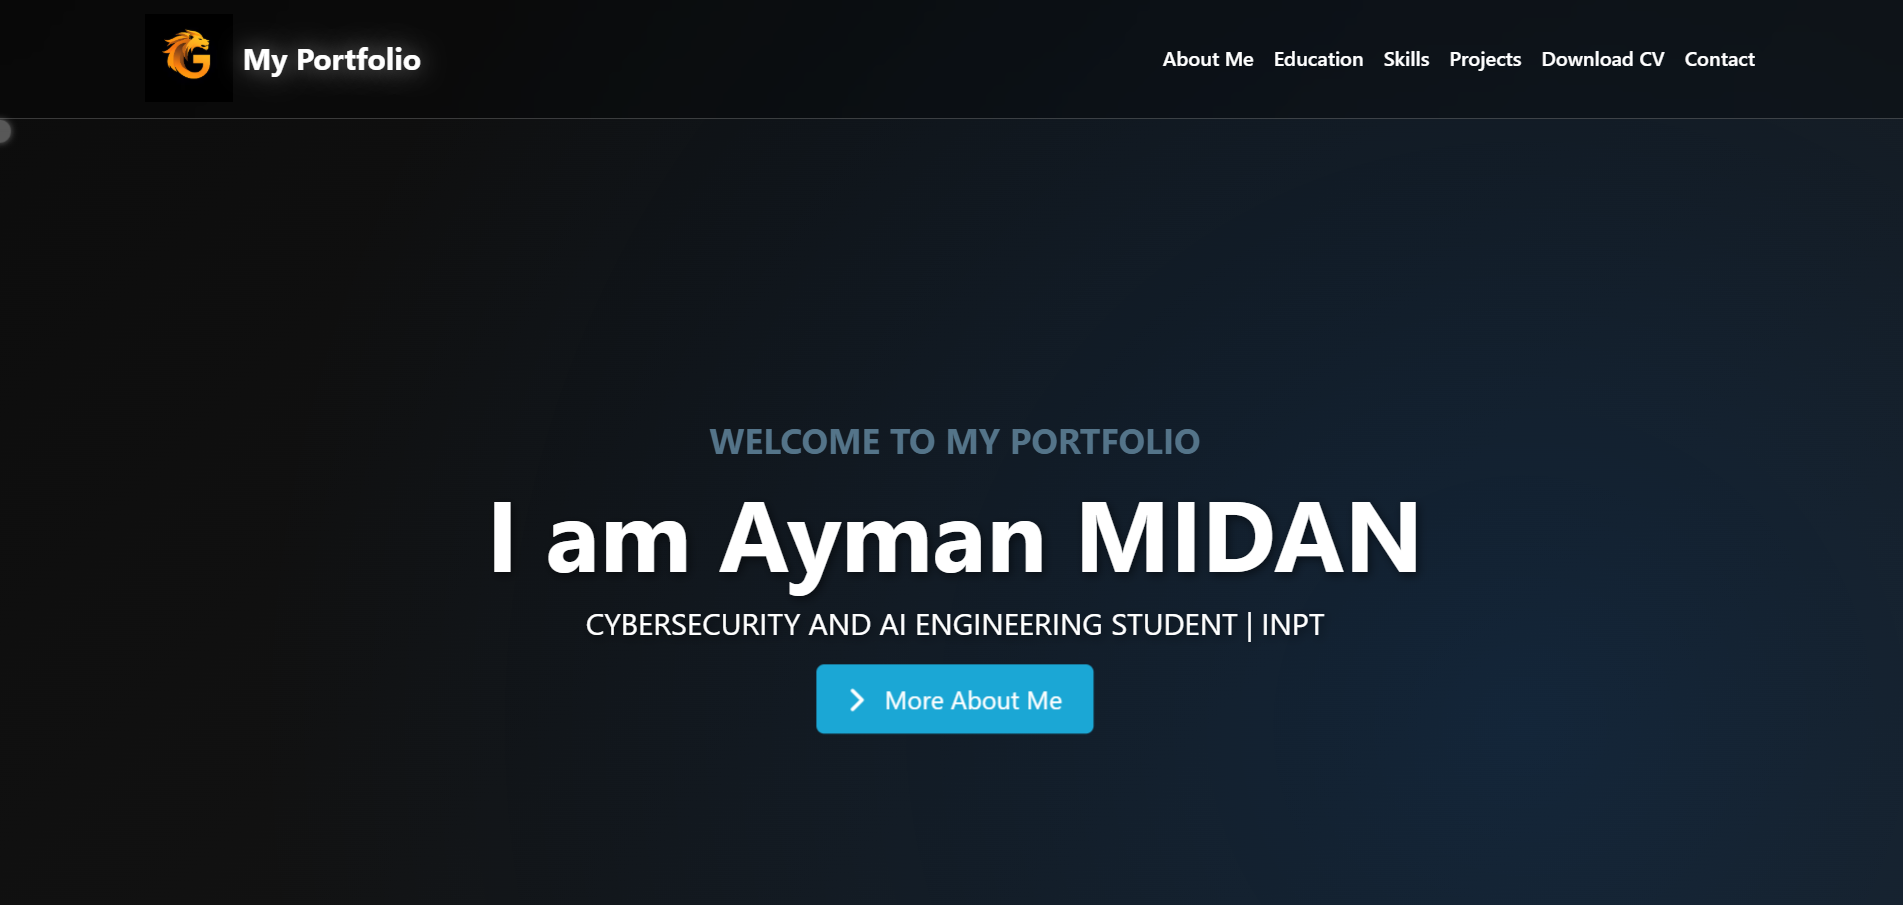 My Portfolio
About Me Education Skills Projects Download CV Contact
WELCOME TO MY PORTFOLIO
I am Ayman MIDAN
CYBERSECURITY AND AI ENGINEERING STUDENT | INPT
More About Me